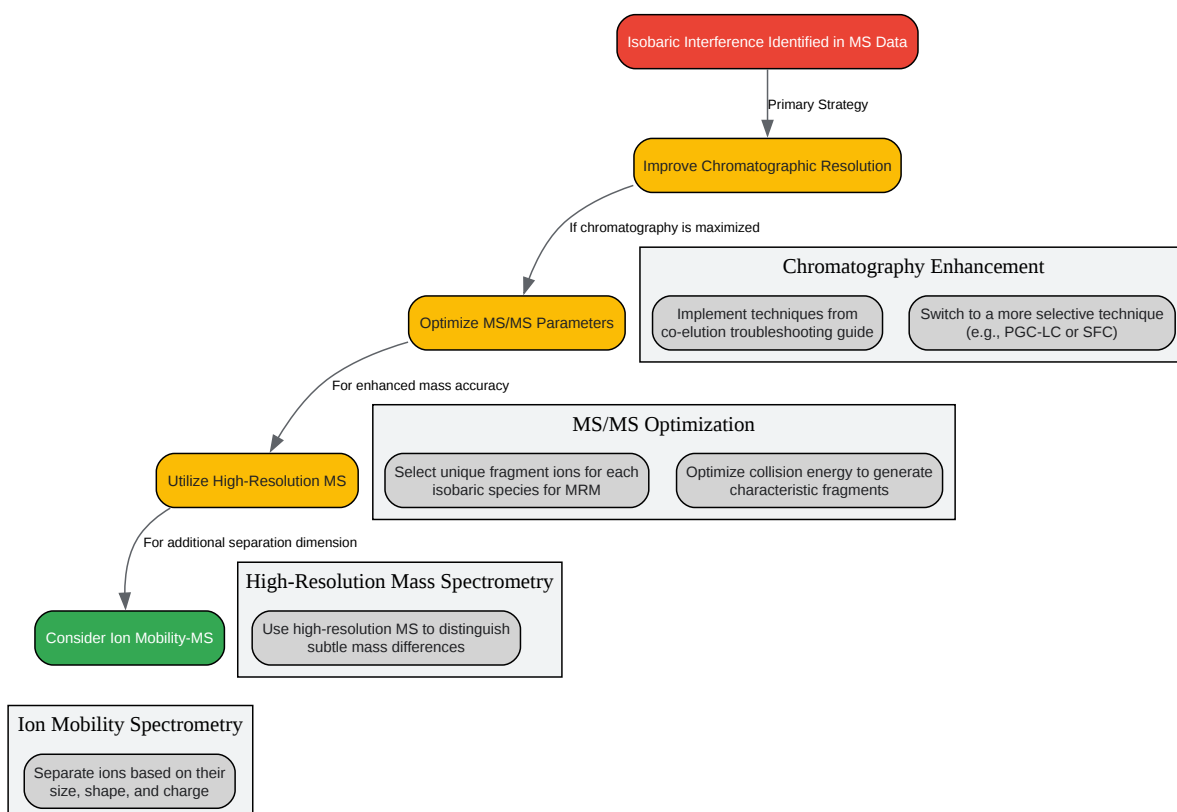 Isobaric Interference Identified in MS Data
Primary Strategy
Improve Chromatographic Resolution
If chromatography is maximized
Chromatography Enhancement
Implement techniques from
co-elution troubleshooting guide
Switch to a more selective technique
(e.g., PGC-LC or SFC)
Optimize MS/MS Parameters
For enhanced mass accuracy
MS/MS Optimization
Select unique fragment ions for each
isobaric species for MRM
Optimize collision energy to generate
characteristic fragments
Utilize High-Resolution MS
For additional separation dimension
High-Resolution Mass Spectrometry
Use high-resolution MS to distinguish
subtle mass differences
Consider Ion Mobility-MS
Ion Mobility Spectrometry
Separate ions based on their
size, shape, and charge